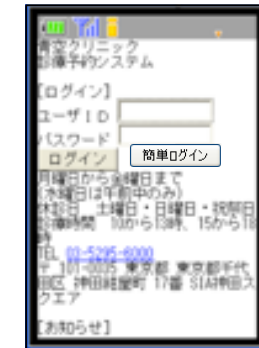 青空クリニック
診療予約システム
[ログイン]
ユーザID
パスワード
ログイン
簡単ログイン
月曜日から金曜日まで
(水曜日は午前中のみ)
休診日 土曜日・日曜日・祝祭日
診療時間 10から13時、15から18
時
TEL 03-5295-6000
〒 101-0035 東京都 東京都千代
田区 神田紺屋町 17番 SIA神田ス
クエア
[お知らせ]